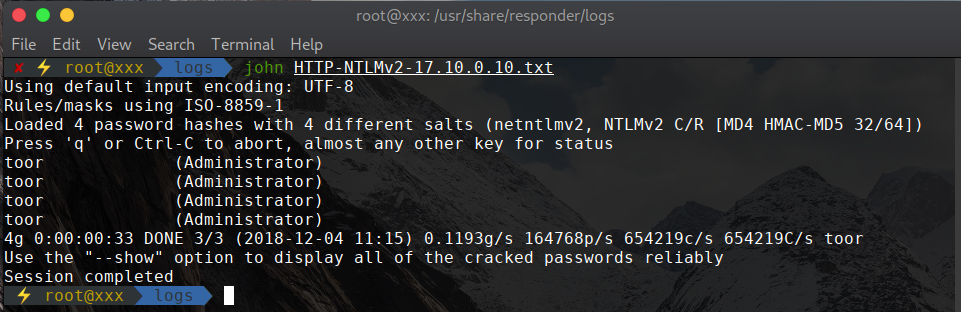 root@xxx: /usr/share/responder/logs
File Edit View Search Terminal Help
✘ ⚡ root@xxx logs john HTTP-NTLMv2-17.10.0.10.txt
Using default input encoding: UTF-8
Rules/masks using ISO-8859-1
Loaded 4 password hashes with 4 different salts (netntlmv2, NTLMv2 C/R [MD4 HMAC-MD5 32/64])
Press 'q' or Ctrl-C to abort, almost any other key for status
toor (Administrator)
toor (Administrator)
toor (Administrator)
toor (Administrator)
4g 0:00:00:33 DONE 3/3 (2018-12-04 11:15) 0.1193g/s 164768p/s 654219c/s 654219C/s toor
Use the "--show" option to display all of the cracked passwords reliably
Session completed
⚡ root@xxx logs